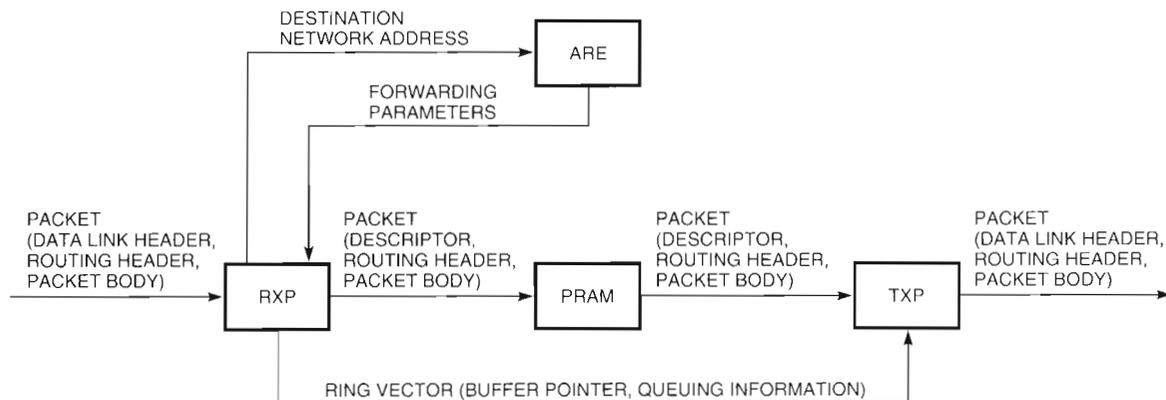 DESTINATION
NETWORK ADDRESS
ARE
FORWARDING
PARAMETERS
PACKET
(DATA LINK HEADER,
ROUTING HEADER,
PACKET BODY)
RXP
PACKET
(DESCRIPTOR,
ROUTING HEADER,
PACKET BODY)
PRAM
PACKET
(DESCRIPTOR,
ROUTING HEADER,
PACKET BODY)
TXP
PACKET
(DATA LINK HEADER,
ROUTING HEADER,
PACKET BODY)
RING VECTOR (BUFFER POINTER, QUEUING INFORMATION)